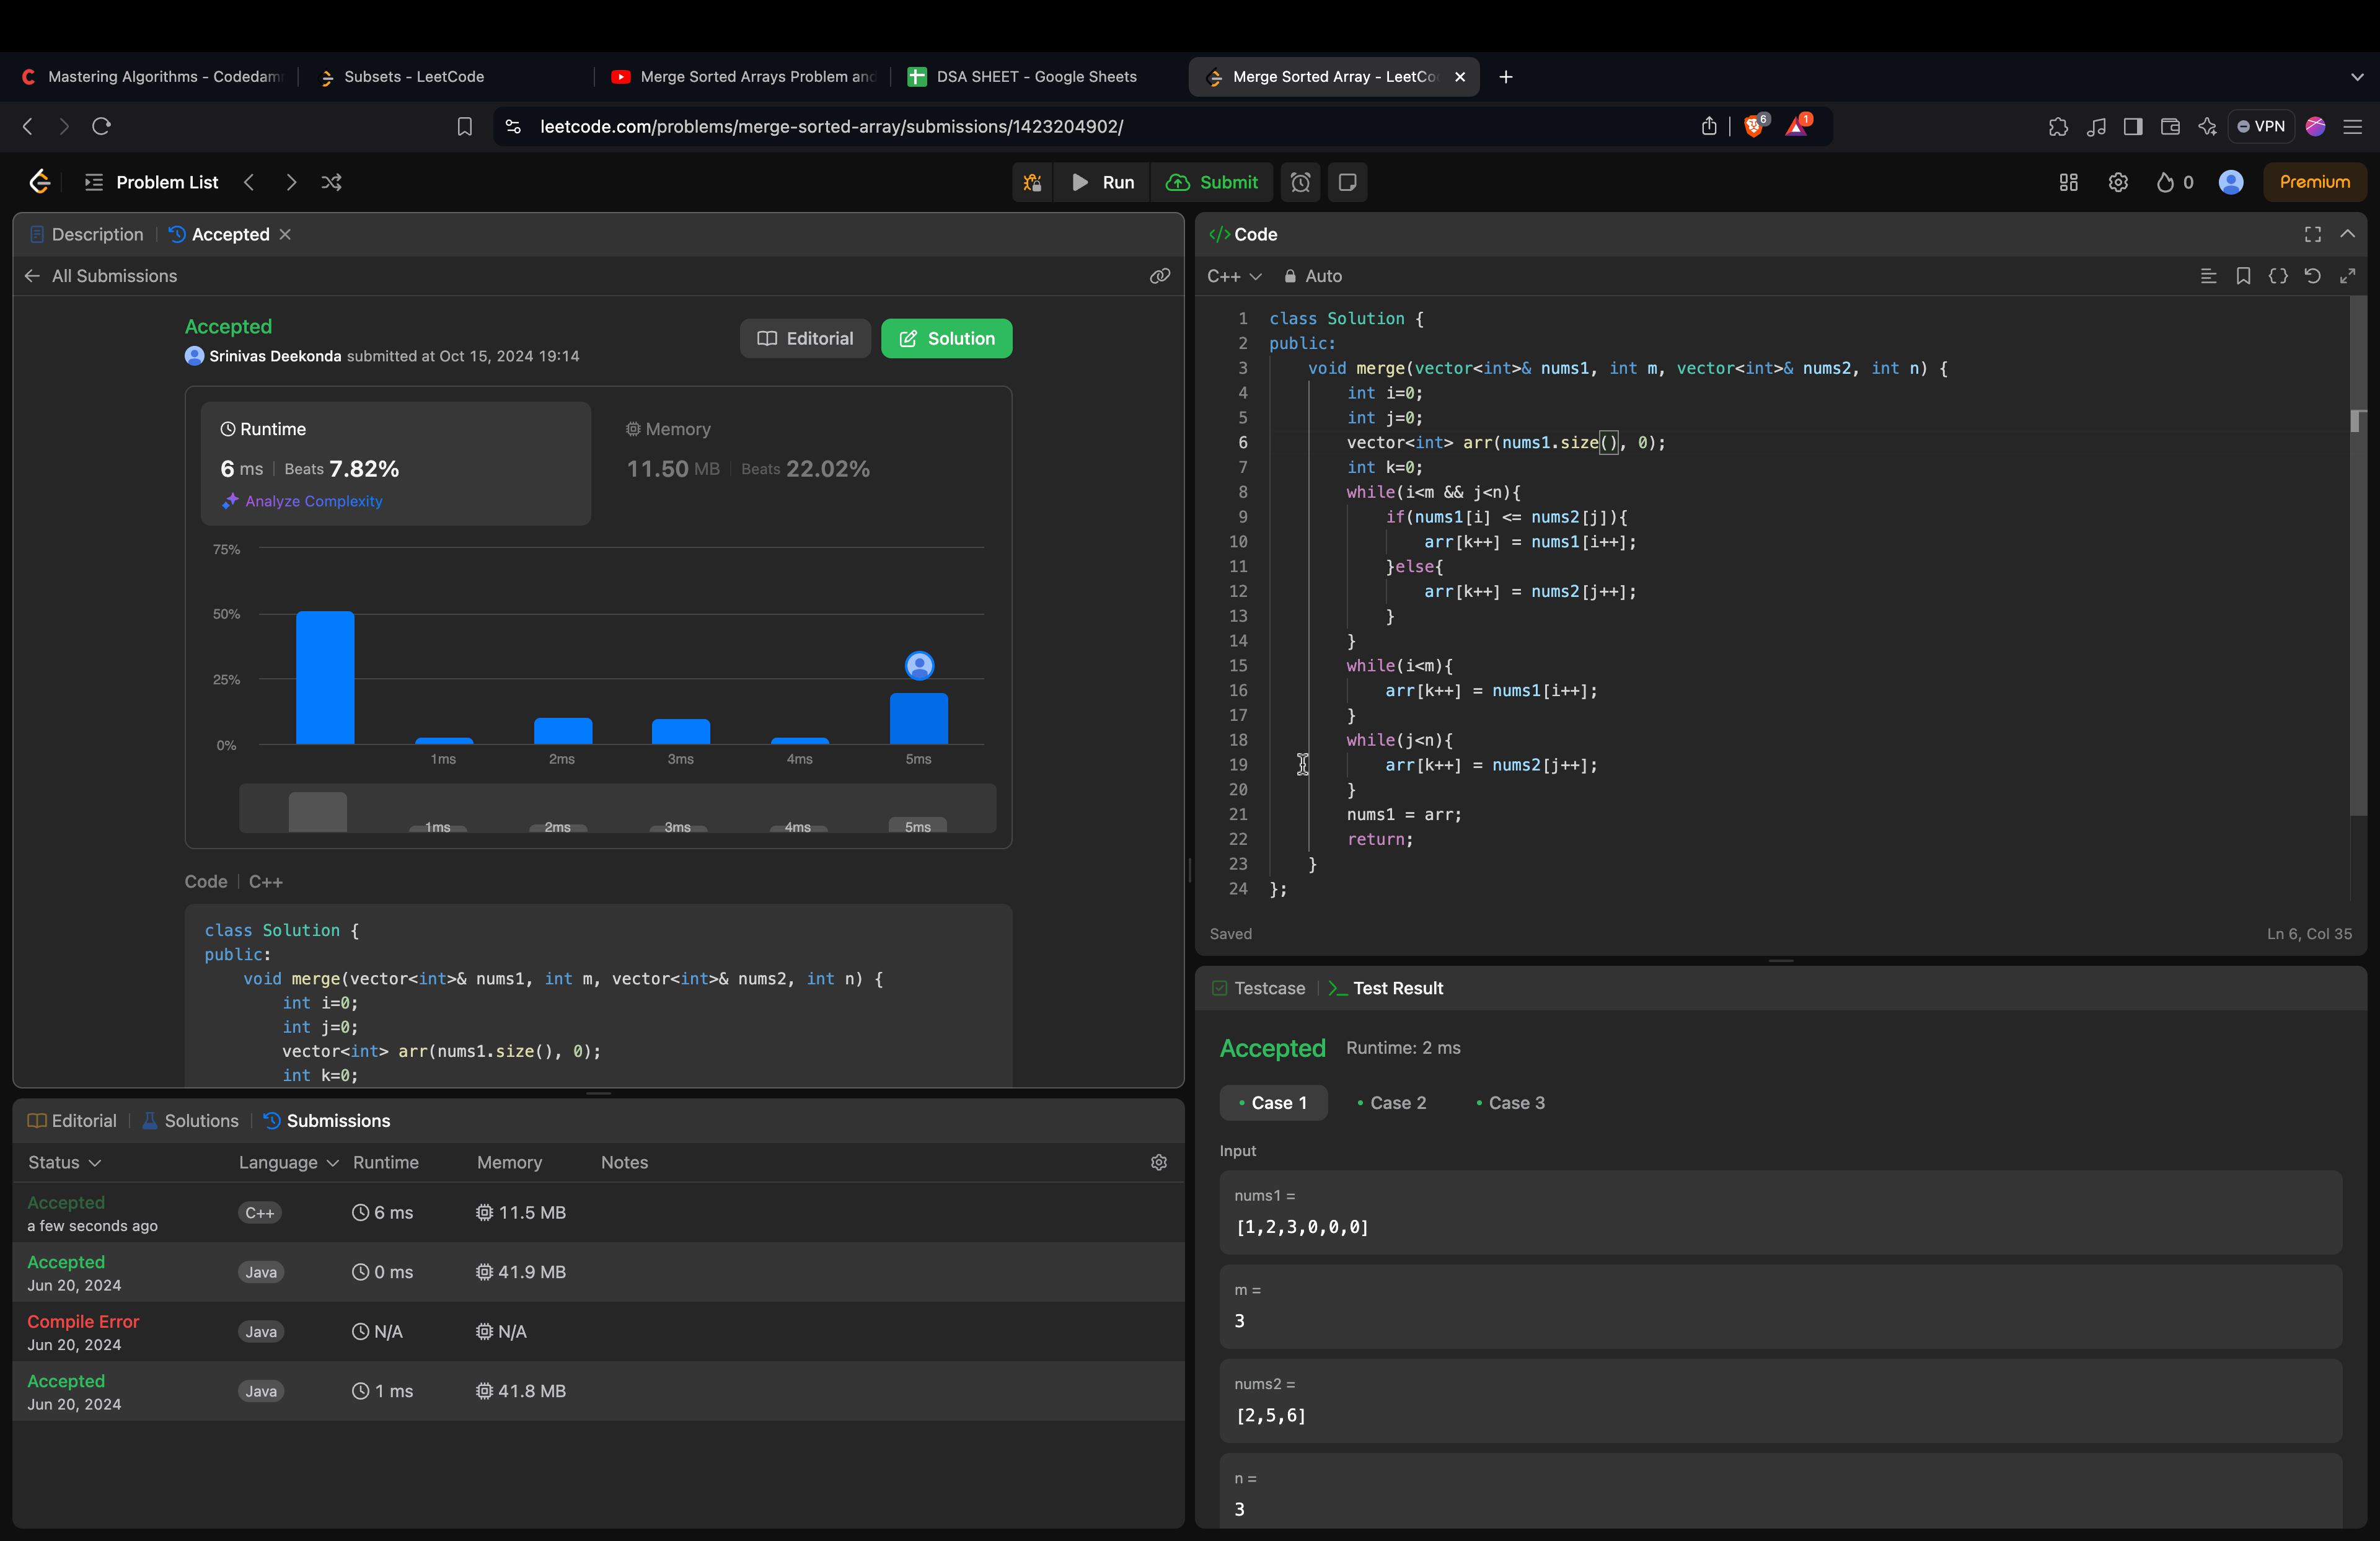 Mastering Algorithms - Codedam
Subsets - LeetCode
Merge Sorted Arrays Problem and
DSA SHEET - Google Sheets
Merge Sorted Array - LeetCo
leetcode.com/problems/merge-sorted-array/submissions/1423204902/
6
1
VPN
Problem List
Run
Submit
0
Premium
Description
Accepted
All Submissions
Accepted
Srinivas Deekonda submitted at Oct 15, 2024 19:14
Editorial
Solution
Runtime
6 ms | Beats 7.82%
Analyze Complexity
Memory
11.50 MB | Beats 22.02%
75%
50%
25%
0%
1ms 2ms 3ms 4ms 5ms
1ms 2ms 3ms 4ms 5ms
Code | C++
class Solution {
public:
    void merge(vector<int>& nums1, int m, vector<int>& nums2, int n) {
        int i=0;
        int j=0;
        vector<int> arr(nums1.size(), 0);
        int k=0;
Editorial
Solutions
Submissions
Status Language Runtime Memory Notes
Accepted
a few seconds ago
C++ 6 ms 11.5 MB
Accepted
Jun 20, 2024
Java 0 ms 41.9 MB
Compile Error
Jun 20, 2024
Java N/A N/A
Accepted
Jun 20, 2024
Java 1 ms 41.8 MB
</> Code
C++ Auto
1 class Solution {
2 public:
3     void merge(vector<int>& nums1, int m, vector<int>& nums2, int n) {
4         int i=0;
5         int j=0;
6         vector<int> arr(nums1.size(), 0);
7         int k=0;
8         while(i<m && j<n){
9             if(nums1[i] <= nums2[j]){
10                 arr[k++] = nums1[i++];
11             }else{
12                 arr[k++] = nums2[j++];
13             }
14         }
15         while(i<m){
16             arr[k++] = nums1[i++];
17         }
18         while(j<n){
19             arr[k++] = nums2[j++];
20         }
21         nums1 = arr;
22         return;
23     }
24 };
Saved
Ln 6, Col 35
Testcase
Test Result
Accepted Runtime: 2 ms
• Case 1 • Case 2 • Case 3
Input
nums1 =
[1,2,3,0,0,0]
m =
3
nums2 =
[2,5,6]
n =
3